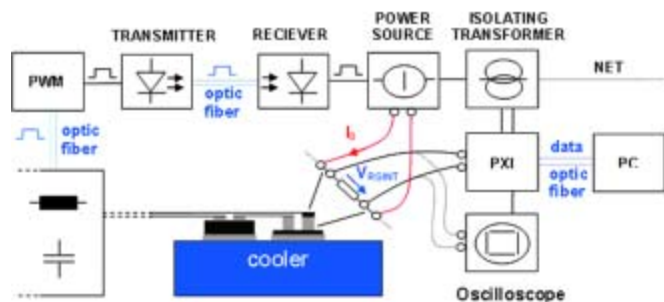 POWER SOURCE
ISOLATING TRANSFORMER
TRANSMITTER
RECIEVER
PWM
NET
optic fiber
optic fiber
I₀
V_RGINT
PXI
data
optic fiber
PC
cooler
Oscilloscope